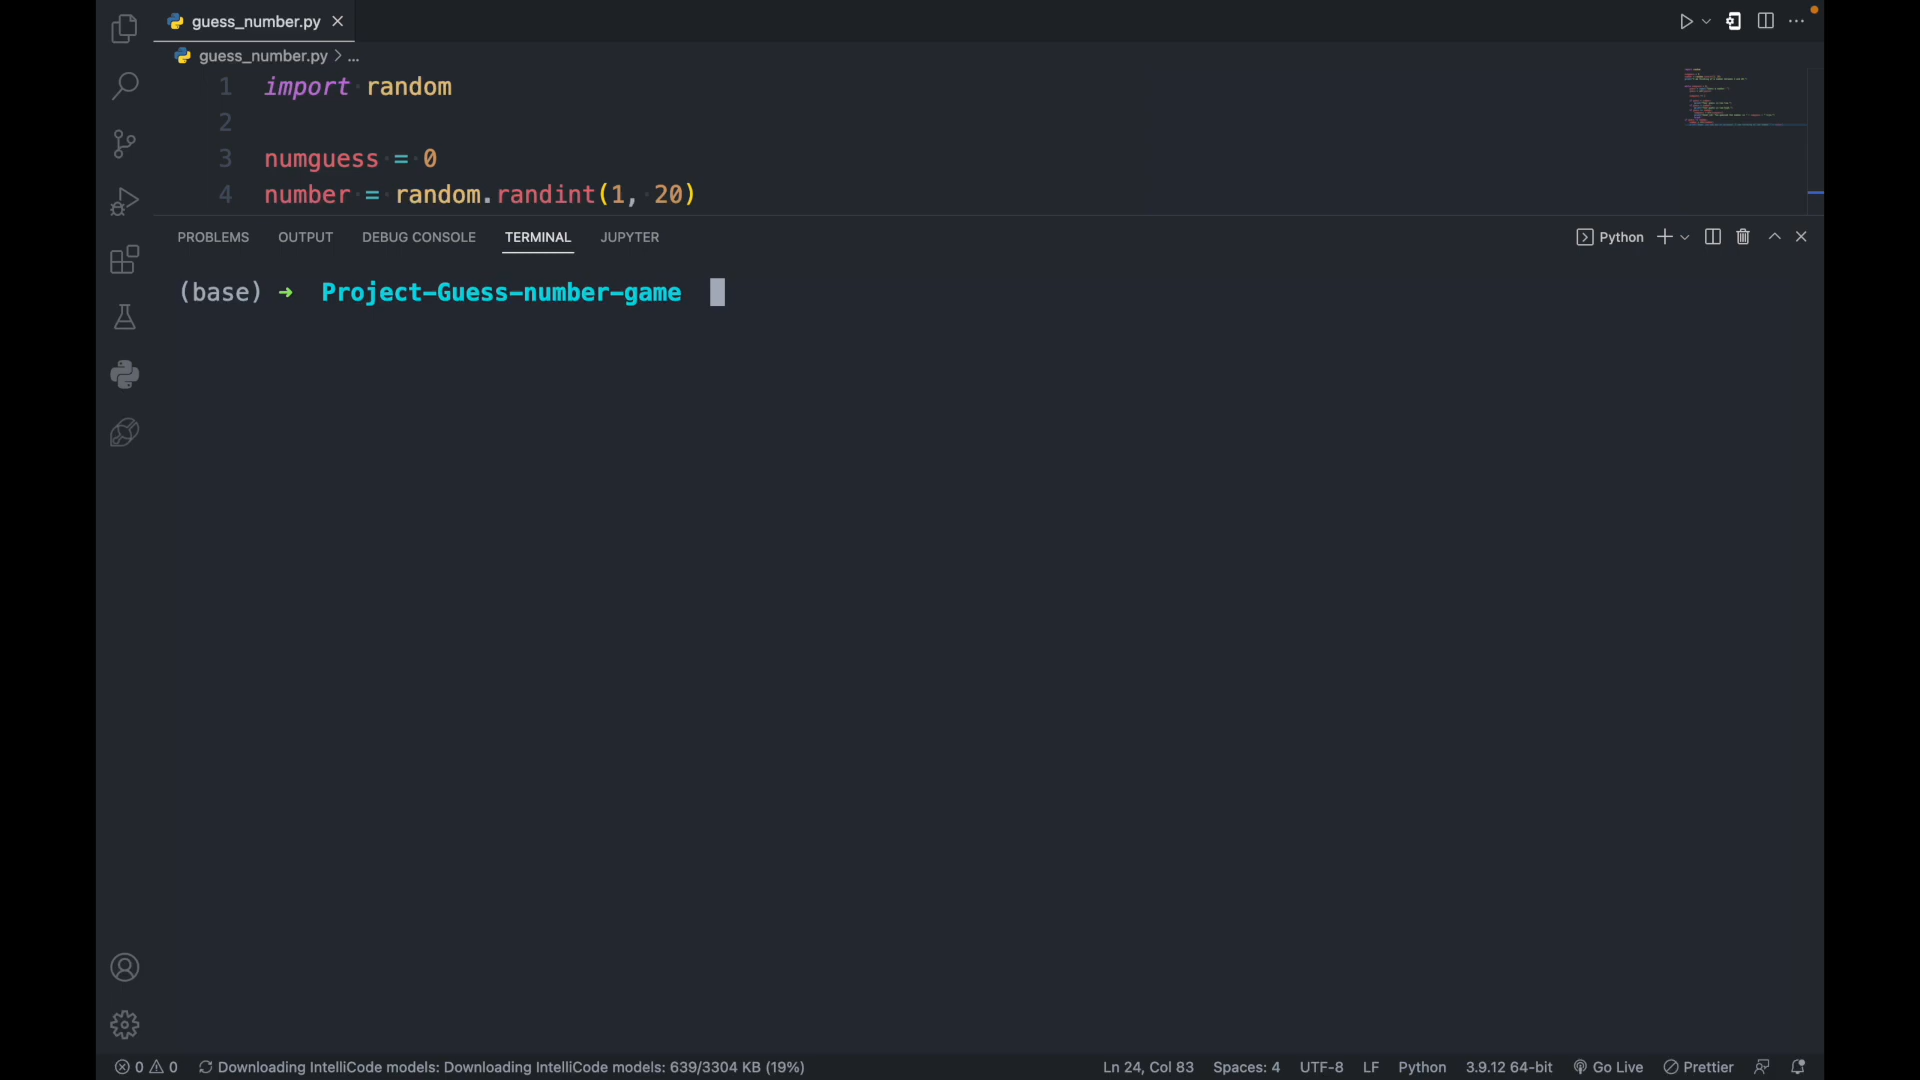 guess_number.py
guess_number.py > ...
1 import random
2
3 numguess = 0
4 number = random.randint(1, 20)
PROBLEMS OUTPUT DEBUG CONSOLE TERMINAL JUPYTER Python
(base) ➜ Project-Guess-number-game
0 0 Downloading IntelliCode models: Downloading IntelliCode models: 639/3304 KB (19%) Ln 24, Col 83 Spaces: 4 UTF-8 LF Python 3.9.12 64-bit Go Live Prettier